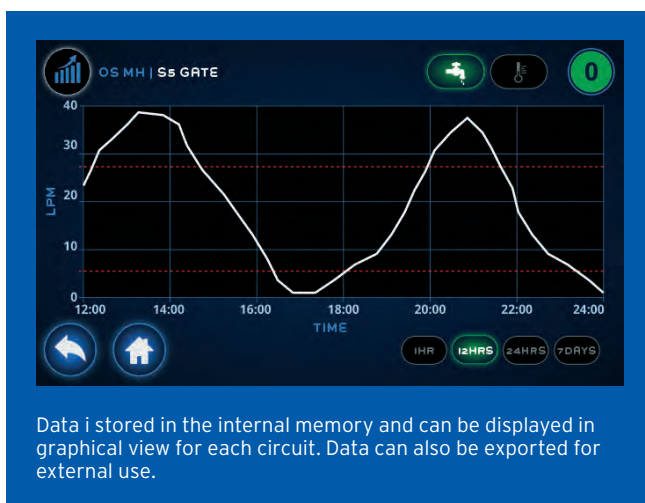 OS MH | S5 GATE
0
40
30
20
10
0
LPM
12:00 14:00 16:00 18:00 20:00 22:00 24:00
TIME
1HR 12HRS 24HRS 7DAYS
Data i stored in the internal memory and can be displayed in
graphical view for each circuit. Data can also be exported for
external use.